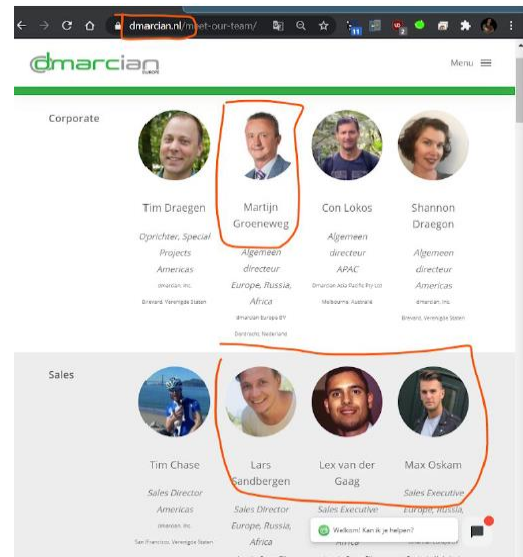 dmarcian.nl/meet-our-team/
11
2
dmarcian
EUROPE
Menu
Corporate
Tim Draegen
Oprichter, Special
Projects
Americas
dmarcian, Inc.
Brevard, Verenigde Staten
Martijn
Groeneweg
Algemeen
directeur
Europe, Russia,
Africa
dmarcian Europe BV
Dordrecht, Nederland
Con Lokos
Algemeen
directeur
APAC
Dmarcian Asia Pacific Pty Ltd
Melbourne, Australië
Shannon
Draegon
Algemeen
directeur
Americas
dmarcian, Inc.
Brevard, Verenigde Staten
Sales
Tim Chase
Sales Director
Americas
dmarcian, Inc.
San Francisco, Verenigde Staten
Lars
Sandbergen
Sales Director
Europe, Russia,
Africa
Lex van der
Gaag
Sales Executive
Africa
Max Oskam
Sales Executive
Europe, Russia,
Welkom! Kan ik je helpen?